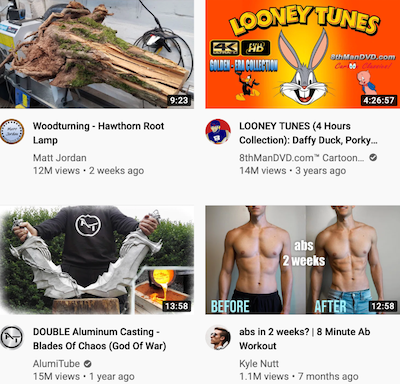 LOONEY TUNES
4K HD
GOLDEN - ERA COLLECTION
8thManDVD.com
Cartoon Channel
9:23
4:26:57
Woodturning - Hawthorn Root
Lamp
Matt Jordan
12M views • 2 weeks ago
LOONEY TUNES (4 Hours
Collection): Daffy Duck, Porky...
8thManDVD.com™ Cartoon...
14M views • 3 years ago
13:58
abs
2 weeks
BEFORE
AFTER
12:58
DOUBLE Aluminum Casting -
Blades Of Chaos (God Of War)
AlumiTube
15M views • 1 year ago
abs in 2 weeks? | 8 Minute Ab
Workout
Kyle Nutt
1.1M views • 7 months ago